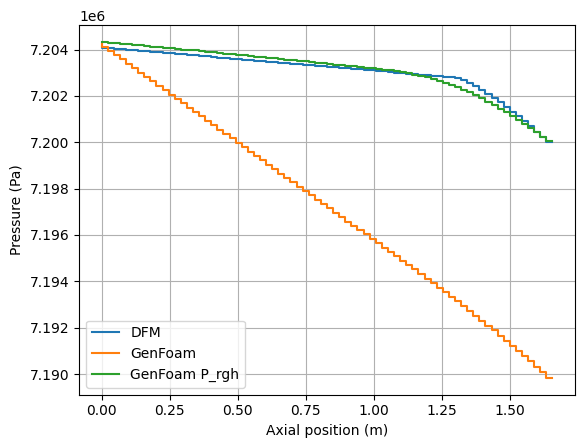 1e6
7.204
7.202
7.200
7.198
7.196
7.194
7.192
7.190
Pressure (Pa)
DFM
GenFoam
GenFoam P_rgh
0.00 0.25 0.50 0.75 1.00 1.25 1.50
Axial position (m)